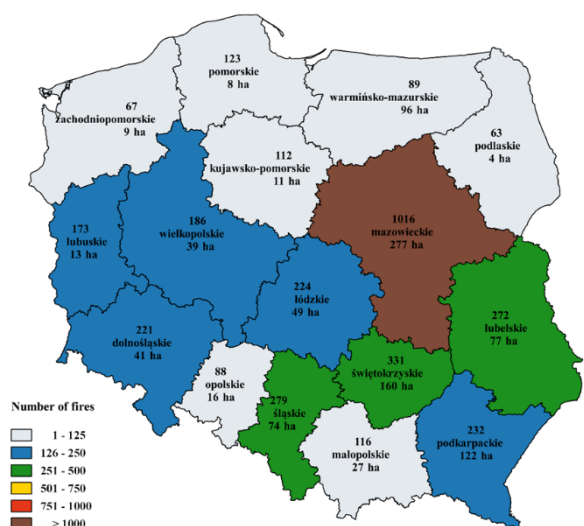 123
pomorskie
8 ha
89
warmińsko-mazurskie
96 ha
67
zachodniopomorskie
9 ha
63
podlaskie
4 ha
112
kujawsko-pomorskie
11 ha
1016
mazowieckie
277 ha
173
lubuskie
13 ha
186
wielkopolskie
39 ha
224
łódzkie
49 ha
272
lubelskie
77 ha
221
dolnośląskie
41 ha
88
opolskie
16 ha
279
śląskie
74 ha
331
świętokrzyskie
160 ha
116
małopolskie
27 ha
232
podkarpackie
122 ha
Number of fires
1 - 125
126 - 250
251 - 500
501 - 750
751 - 1000
> 1000